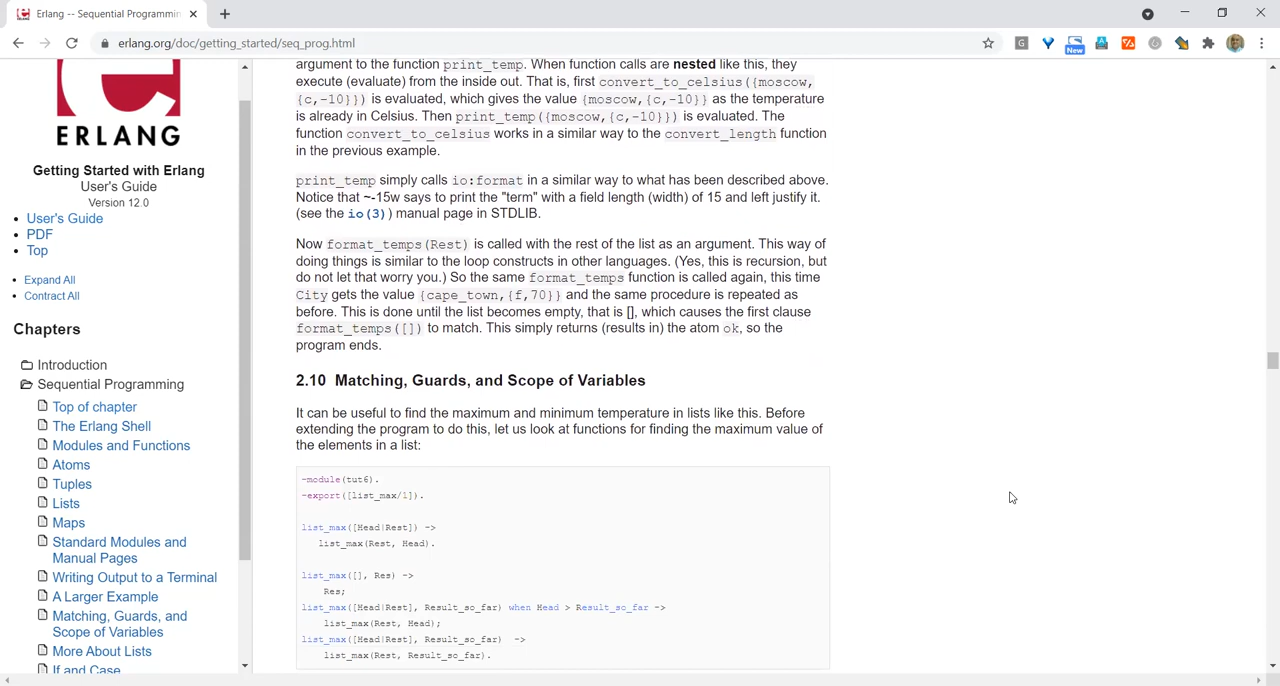 Erlang -- Sequential Programmin
erlang.org/doc/getting_started/seq_prog.html
New
ERLANG
Getting Started with Erlang
User's Guide
Version 12.0
User's Guide
PDF
Top
Expand All
Contract All
Chapters
Introduction
Sequential Programming
Top of chapter
The Erlang Shell
Modules and Functions
Atoms
Tuples
Lists
Maps
Standard Modules and
Manual Pages
Writing Output to a Terminal
A Larger Example
Matching, Guards, and
Scope of Variables
More About Lists
If and Case
argument to the function print_temp. When function calls are nested like this, they
execute (evaluate) from the inside out. That is, first convert_to_celsius({moscow,
{c,-10}}) is evaluated, which gives the value {moscow,{c,-10}} as the temperature
is already in Celsius. Then print_temp({moscow,{c,-10}}) is evaluated. The
function convert_to_celsius works in a similar way to the convert_length function
in the previous example.
print_temp simply calls io:format in a similar way to what has been described above.
Notice that ~-15w says to print the "term" with a field length (width) of 15 and left justify it.
(see the io(3)) manual page in STDLIB.
Now format_temps(Rest) is called with the rest of the list as an argument. This way of
doing things is similar to the loop constructs in other languages. (Yes, this is recursion, but
do not let that worry you.) So the same format_temps function is called again, this time
City gets the value {cape_town,{f,70}} and the same procedure is repeated as
before. This is done until the list becomes empty, that is [], which causes the first clause
format_temps([]) to match. This simply returns (results in) the atom ok, so the
program ends.
2.10 Matching, Guards, and Scope of Variables
It can be useful to find the maximum and minimum temperature in lists like this. Before
extending the program to do this, let us look at functions for finding the maximum value of
the elements in a list:
-module(tut6).
-export([list_max/1]).
list_max([Head|Rest]) ->
list_max(Rest, Head).
list_max([], Res) ->
Res;
list_max([Head|Rest], Result_so_far) when Head > Result_so_far ->
list_max(Rest, Head);
list_max([Head|Rest], Result_so_far) ->
list_max(Rest, Result_so_far).